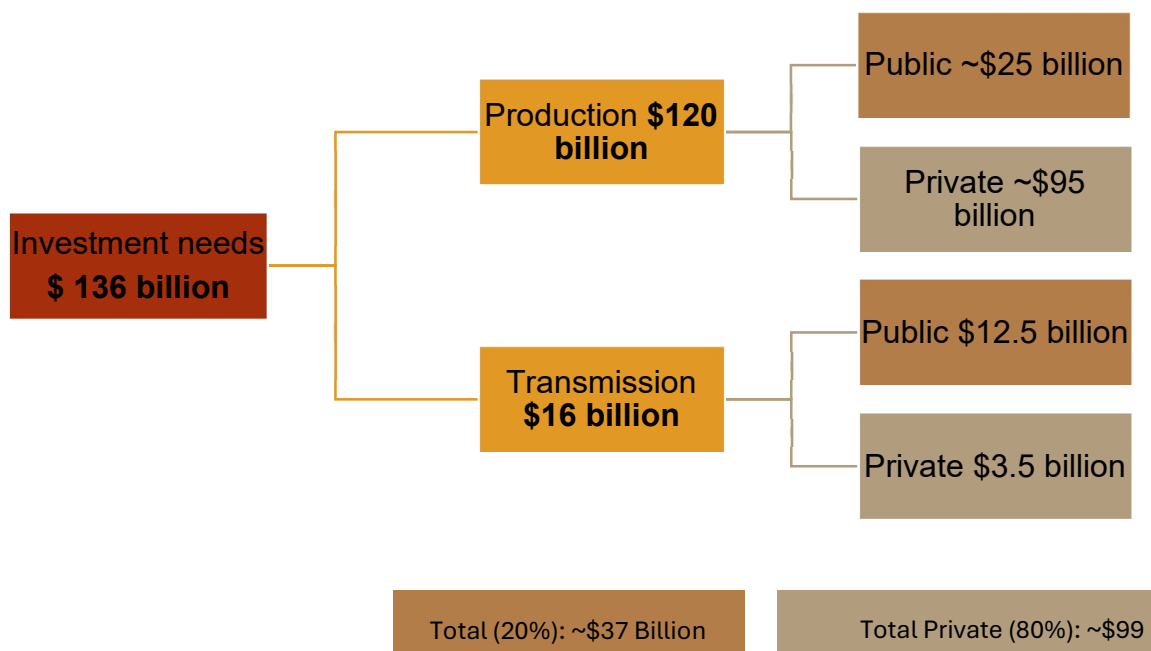 Investment needs
$ 136 billion
Production $120
billion
Public ~$25 billion
Private ~$95
billion
Transmission
$16 billion
Public $12.5 billion
Private $3.5 billion
Total (20%): ~$37 Billion
Total Private (80%): ~$99